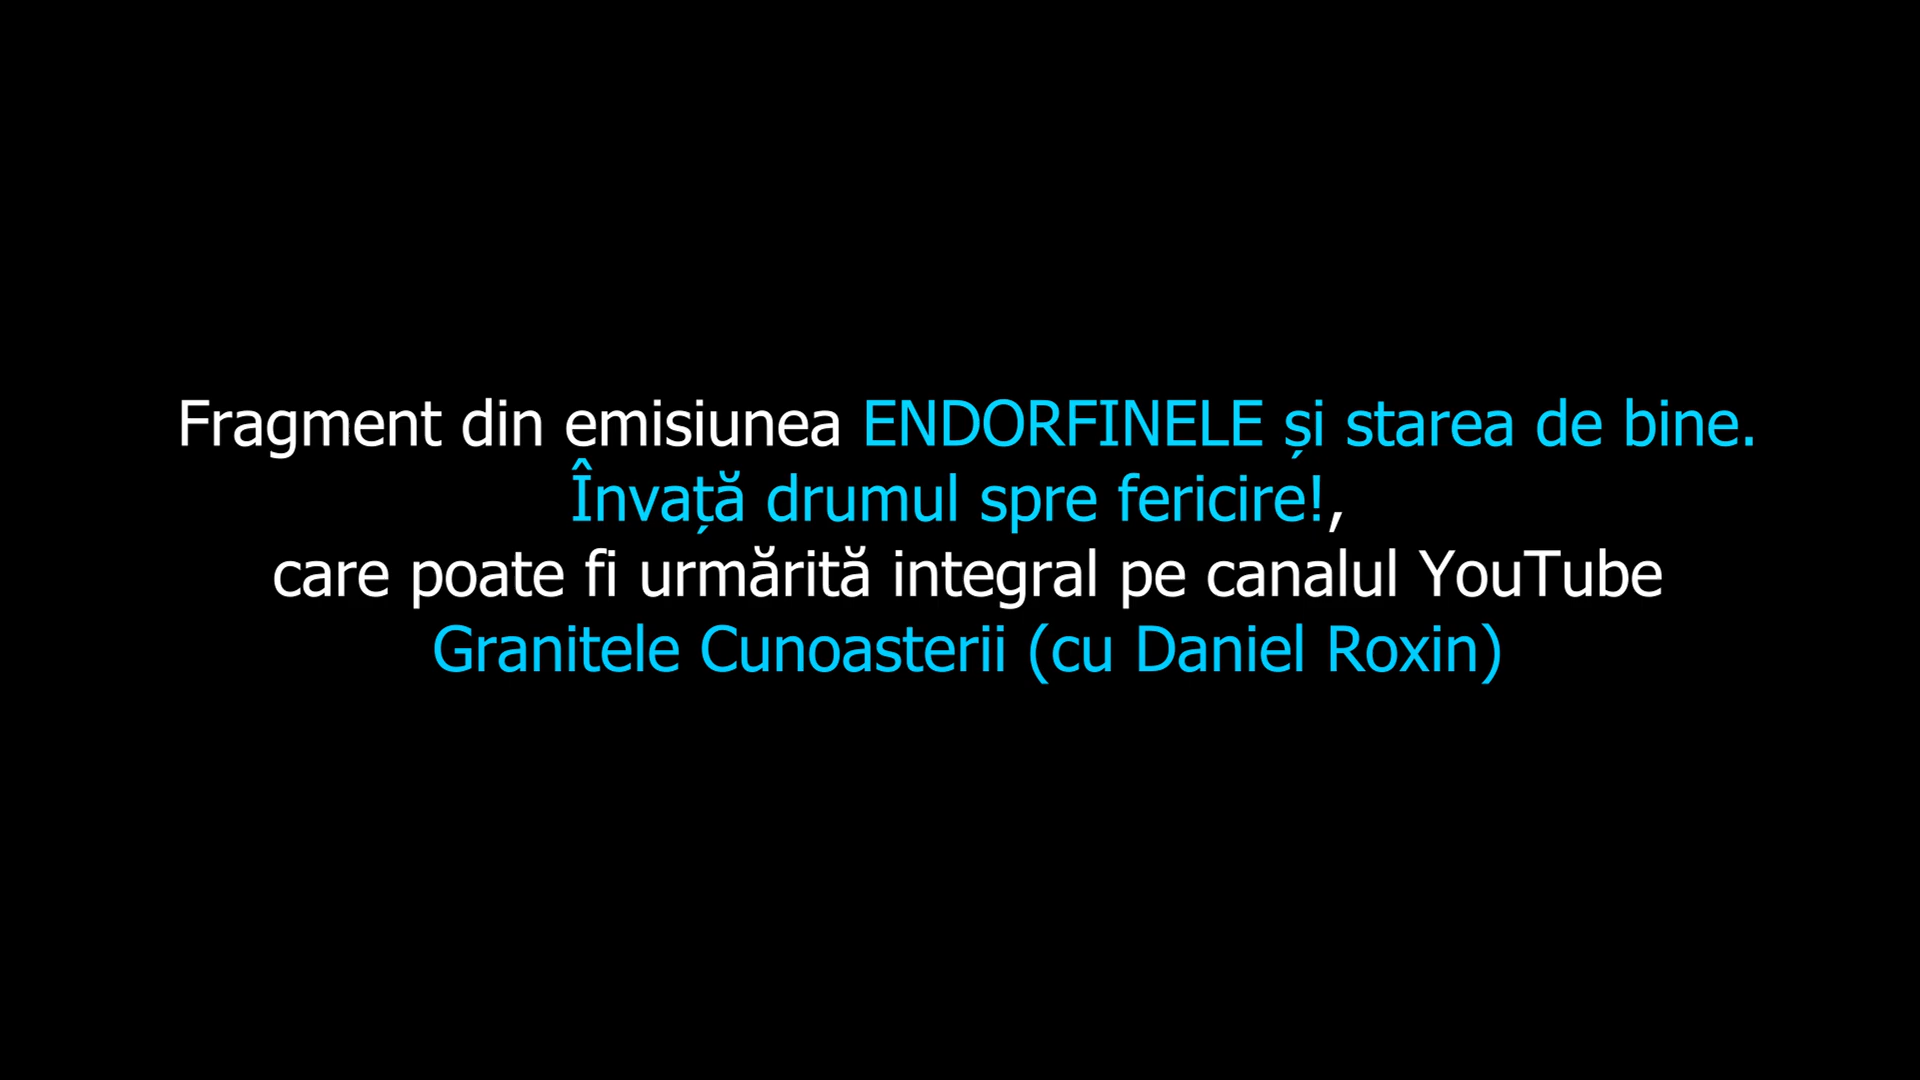 Fragment din emisiunea ENDORFINELE și starea de bine.
Învață drumul spre fericire!,
care poate fi urmărită integral pe canalul YouTube
Granitele Cunoasterii (cu Daniel Roxin)